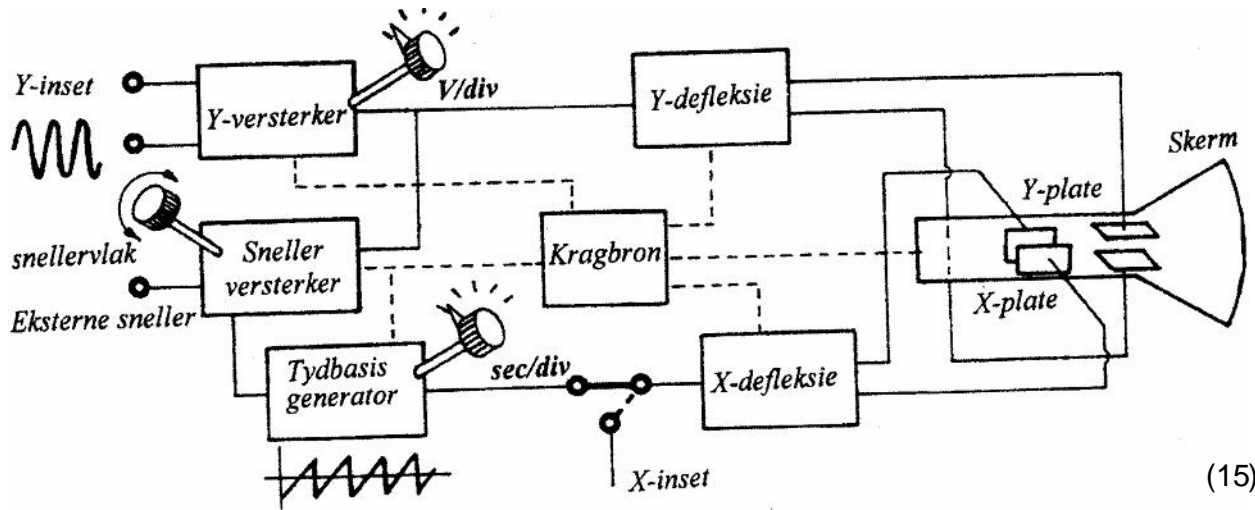 Y-inset
Y-versterker
V/div
Y-defleksie
Skerm
Y-plate
snellervlak
Sneller
versterker
Kragbron
Eksterne sneller
X-plate
Tydbasis
generator
sec/div
X-defleksie
X-inset
(15)